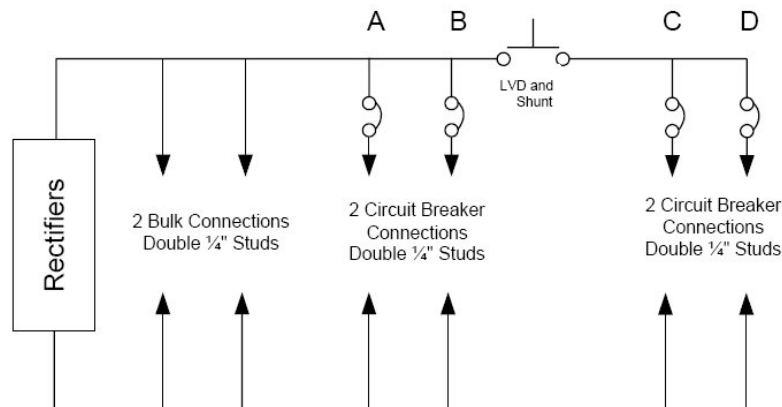 A
B
C
D
LVD and
Shunt
Rectifiers
2 Bulk Connections
Double ¼" Studs
2 Circuit Breaker
Connections
Double ¼" Studs
2 Circuit Breaker
Connections
Double ¼" Studs